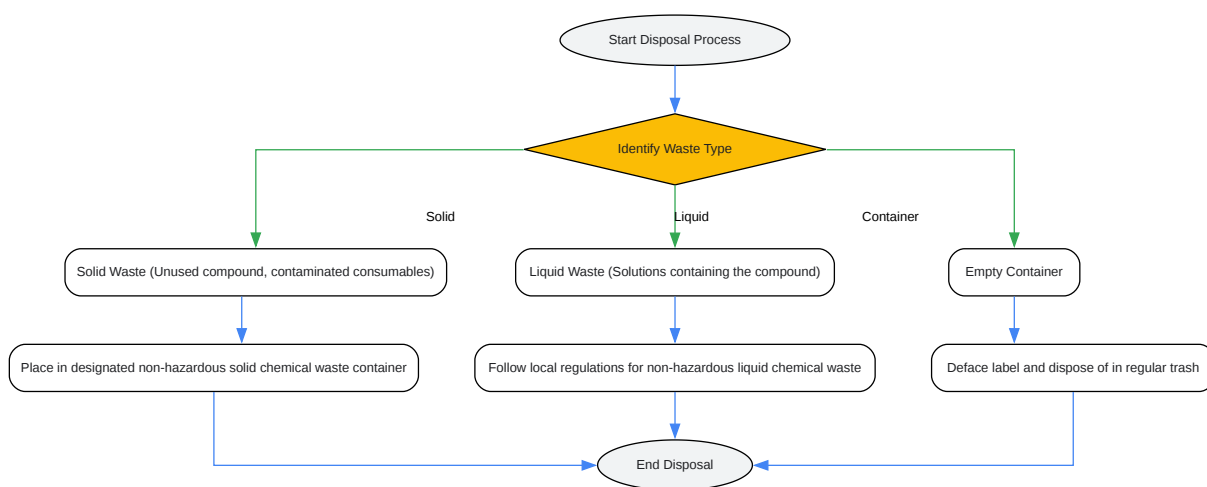 Start Disposal Process
Identify Waste Type
Solid
Liquid
Container
Solid Waste (Unused compound, contaminated consumables)
Liquid Waste (Solutions containing the compound)
Empty Container
Place in designated non-hazardous solid chemical waste container
Follow local regulations for non-hazardous liquid chemical waste
Deface label and dispose of in regular trash
End Disposal